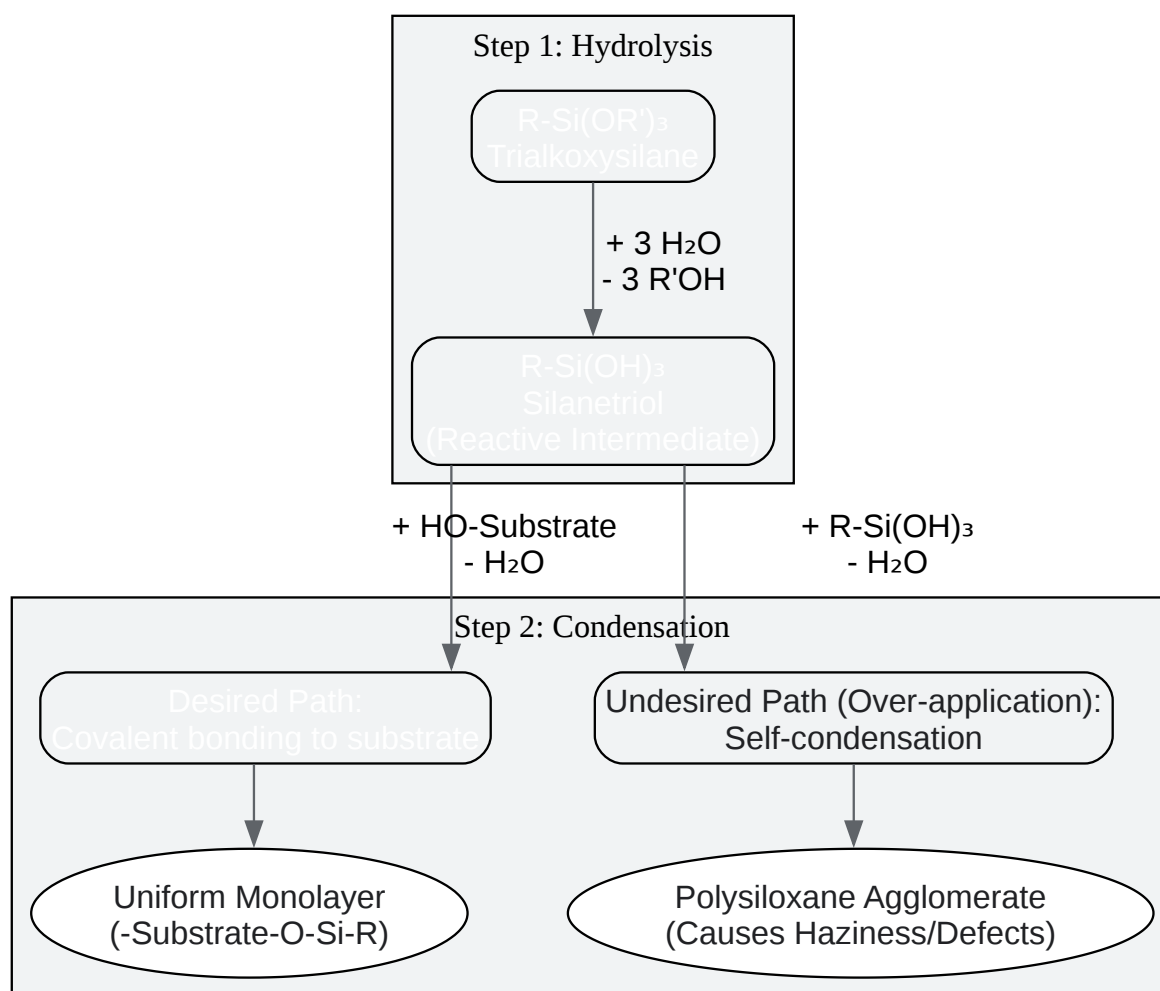 Step 1: Hydrolysis
R-Si(OR')₃
Trialkoxysilane
+ 3 H₂O
- 3 R'OH
R-Si(OH)₃
Silanetriol
(Reactive Intermediate)
+ HO-Substrate
- H₂O
+ R-Si(OH)₃
- H₂O
Step 2: Condensation
Desired Path:
Covalent bonding to substrate
Undesired Path (Over-application):
Self-condensation
Uniform Monolayer
(-Substrate-O-Si-R)
Polysiloxane Agglomerate
(Causes Haziness/Defects)